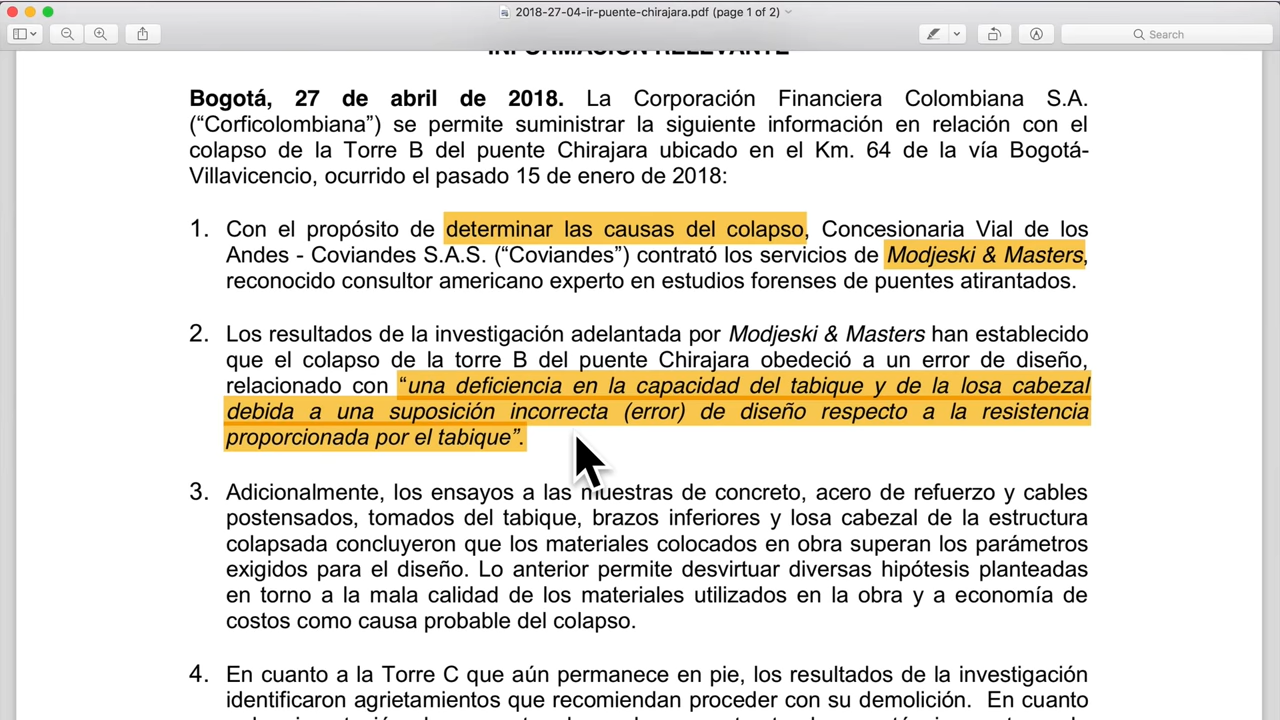 2018-27-04-ir-puente-chirajara.pdf (page 1 of 2)
Search
INFORMACIÓN RELEVANTE
Bogotá, 27 de abril de 2018. La Corporación Financiera Colombiana S.A.
(“Corficolombiana”) se permite suministrar la siguiente información en relación con el
colapso de la Torre B del puente Chirajara ubicado en el Km. 64 de la vía Bogotá-
Villavicencio, ocurrido el pasado 15 de enero de 2018:
1. Con el propósito de determinar las causas del colapso, Concesionaria Vial de los
Andes - Coviandes S.A.S. (“Coviandes”) contrató los servicios de Modjeski & Masters,
reconocido consultor americano experto en estudios forenses de puentes atirantados.
2. Los resultados de la investigación adelantada por Modjeski & Masters han establecido
que el colapso de la torre B del puente Chirajara obedeció a un error de diseño,
relacionado con “una deficiencia en la capacidad del tabique y de la losa cabezal
debida a una suposición incorrecta (error) de diseño respecto a la resistencia
proporcionada por el tabique”.
3. Adicionalmente, los ensayos a las muestras de concreto, acero de refuerzo y cables
postensados, tomados del tabique, brazos inferiores y losa cabezal de la estructura
colapsada concluyeron que los materiales colocados en obra superan los parámetros
exigidos para el diseño. Lo anterior permite desvirtuar diversas hipótesis planteadas
en torno a la mala calidad de los materiales utilizados en la obra y a economía de
costos como causa probable del colapso.
4. En cuanto a la Torre C que aún permanece en pie, los resultados de la investigación
identificaron agrietamientos que recomiendan proceder con su demolición. En cuanto